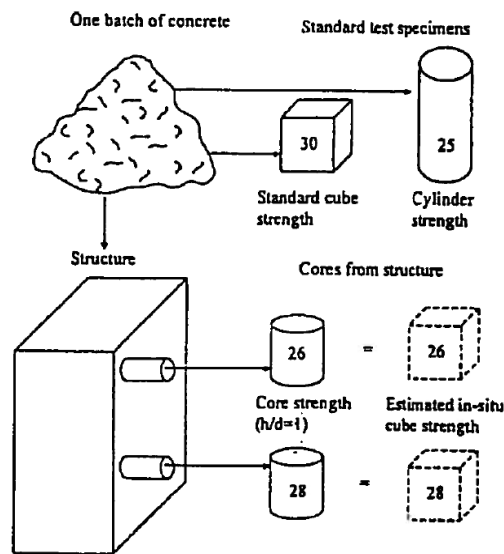 One batch of concrete
Standard test specimens
30
25
Standard cube
strength
Cylinder
strength
Structure
Cores from structure
26
=
26
Core strength
(h/d=1)
Estimated in-situ
cube strength
28
=
28